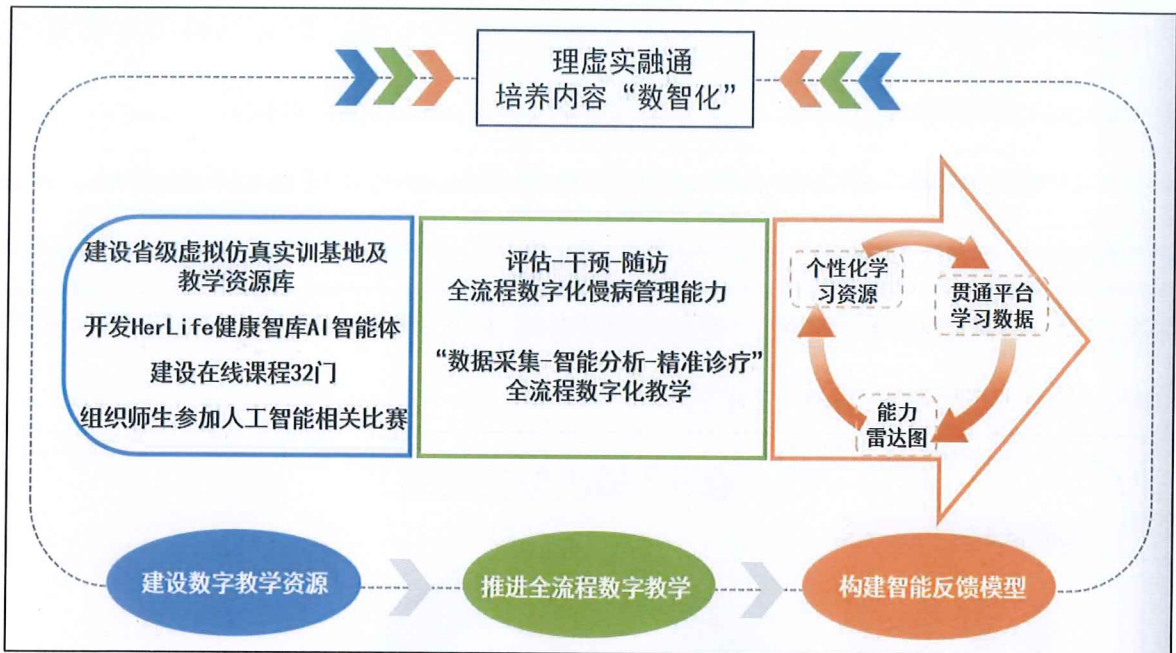 理虚实融通
培养内容“数智化”
建设省级虚拟仿真实训基地及
教学资源库
开发HerLife健康智库AI智能体
建设在线课程32门
组织师生参加人工智能相关比赛
评估-干预-随访
全流程数字化慢病管理能力
“数据采集-智能分析-精准诊疗”
全流程数字化教学
个性化学
习资源
贯通平台
学习数据
能力
雷达图
建设数字教学资源
推进全流程数字教学
构建智能反馈模型